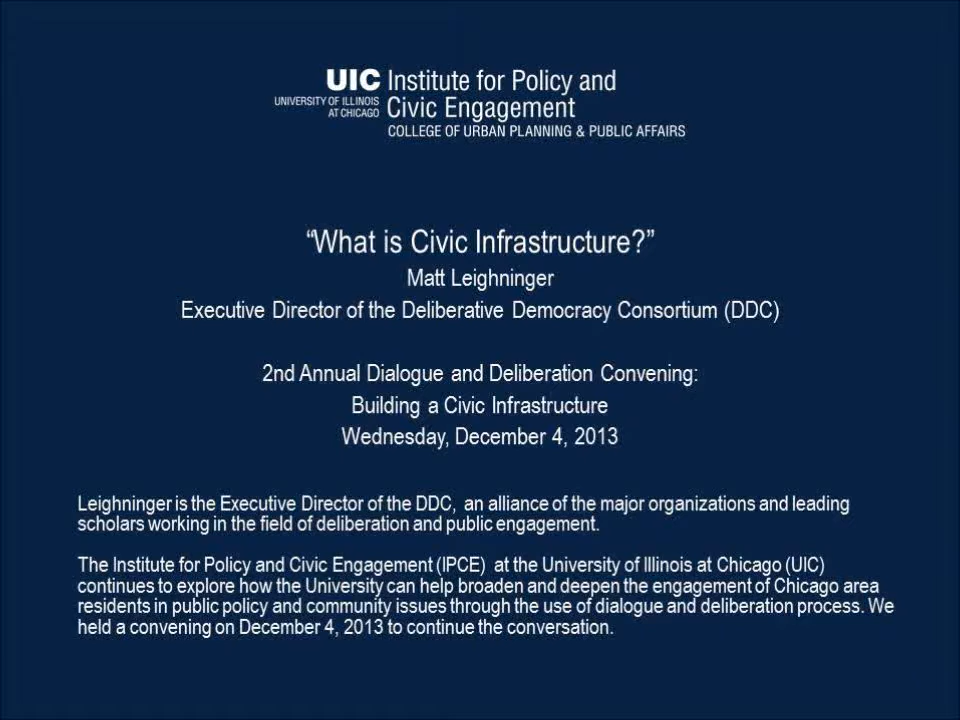 UIC Institute for Policy and
UNIVERSITY OF ILLINOIS
AT CHICAGO
Civic Engagement
COLLEGE OF URBAN PLANNING & PUBLIC AFFAIRS
“What is Civic Infrastructure?”
Matt Leighninger
Executive Director of the Deliberative Democracy Consortium (DDC)
2nd Annual Dialogue and Deliberation Convening:
Building a Civic Infrastructure
Wednesday, December 4, 2013
Leighninger is the Executive Director of the DDC, an alliance of the major organizations and leading
scholars working in the field of deliberation and public engagement.
The Institute for Policy and Civic Engagement (IPCE) at the University of Illinois at Chicago (UIC)
continues to explore how the University can help broaden and deepen the engagement of Chicago area
residents in public policy and community issues through the use of dialogue and deliberation process. We
held a convening on December 4, 2013 to continue the conversation.